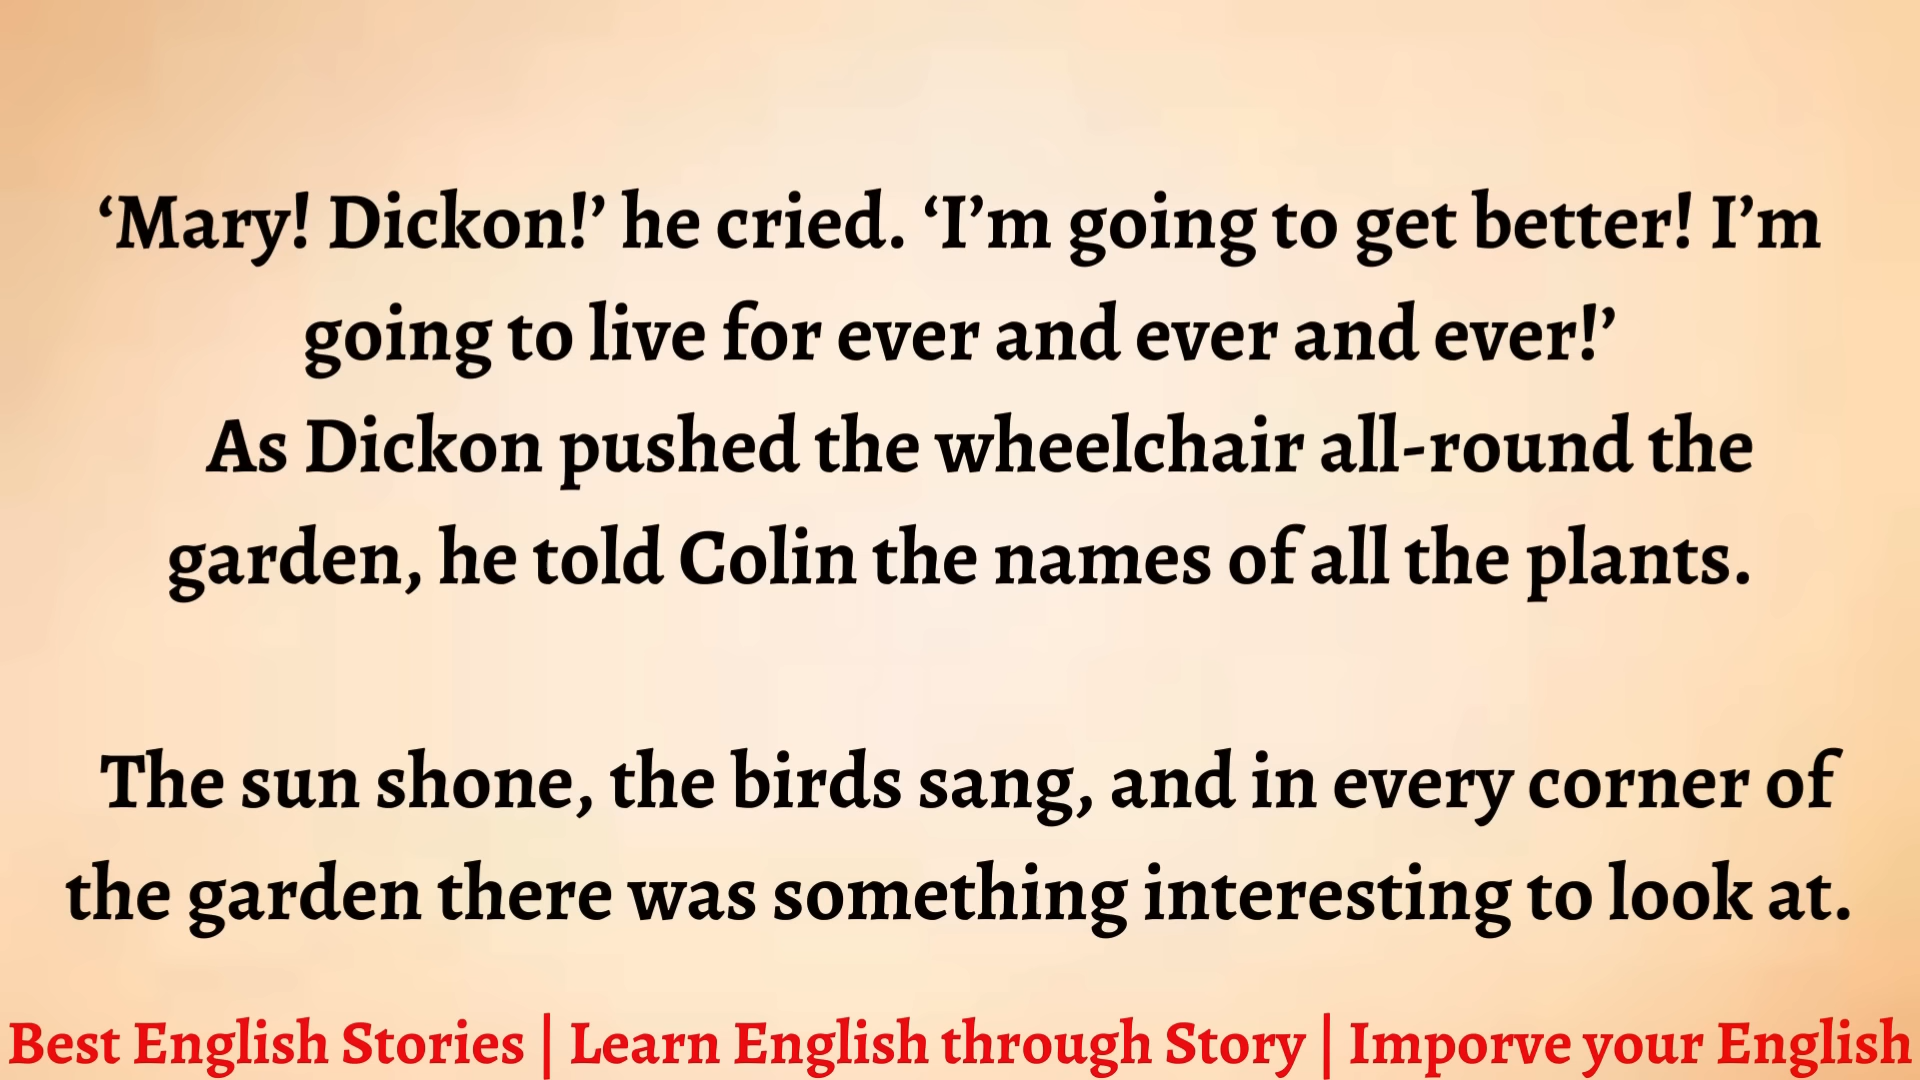 ‘Mary! Dickon!’ he cried. ‘I’m going to get better! I’m
going to live for ever and ever and ever!’
As Dickon pushed the wheelchair all-round the
garden, he told Colin the names of all the plants.
The sun shone, the birds sang, and in every corner of
the garden there was something interesting to look at.
Best English Stories | Learn English through Story | Imporve your English